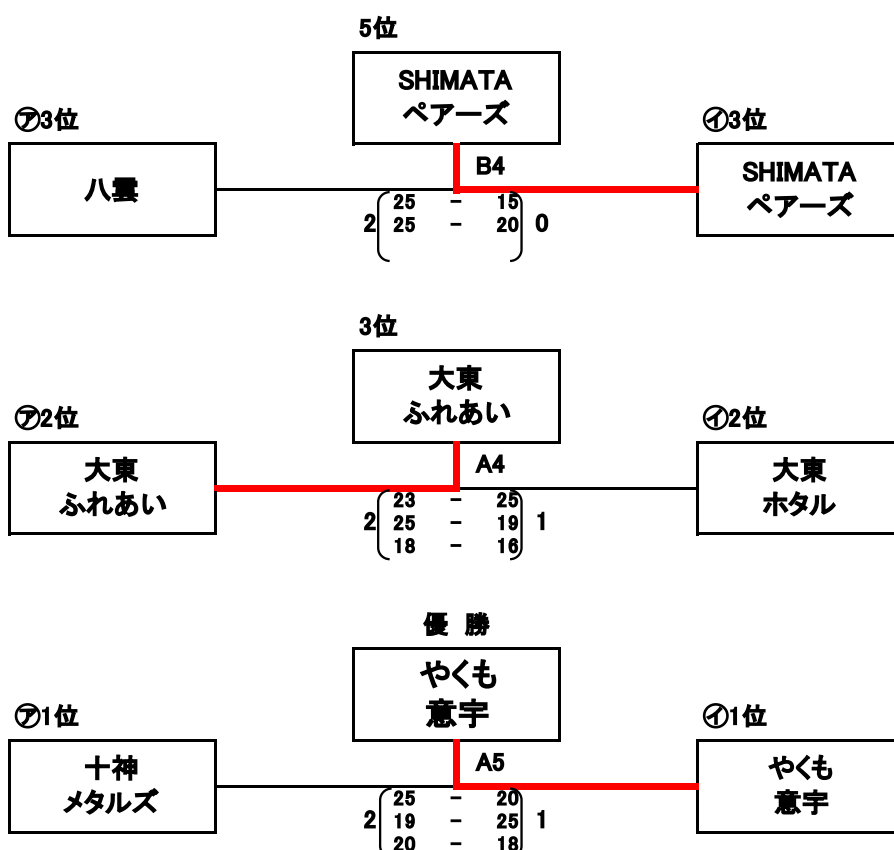 5位
SHIMATA
ペアーズ
㋐3位
八雲
B4
㋑3位
SHIMATA
ペアーズ
2 25 - 15 0
25 - 20
3位
大東
ふれあい
㋐2位
大東
ふれあい
A4
㋑2位
大東
ホタル
23 - 25
2 25 - 19 1
18 - 16
優 勝
やくも
意宇
㋐1位
十神
メタルズ
A5
㋑1位
やくも
意宇
25 - 20
2 19 - 25 1
20 - 18